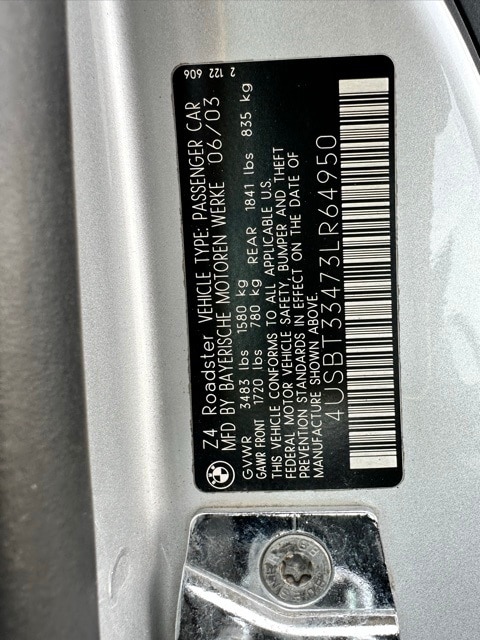 Z4 Roadster VEHICLE TYPE: PASSENGER CAR
MFD BY BAYERISCHE MOTOREN WERKE 06/03
GVWR 3483 lbs 1580 kg
GAWR FRONT 1720 lbs 780 kg REAR 1841 lbs 835 kg
THIS VEHICLE CONFORMS TO ALL APPLICABLE U.S.
FEDERAL MOTOR VEHICLE SAFETY, BUMPER AND THEFT
PREVENTION STANDARDS IN EFFECT ON THE DATE OF
MANUFACTURE SHOWN ABOVE.
4USBT33473LR64950
2 122 606
BMW